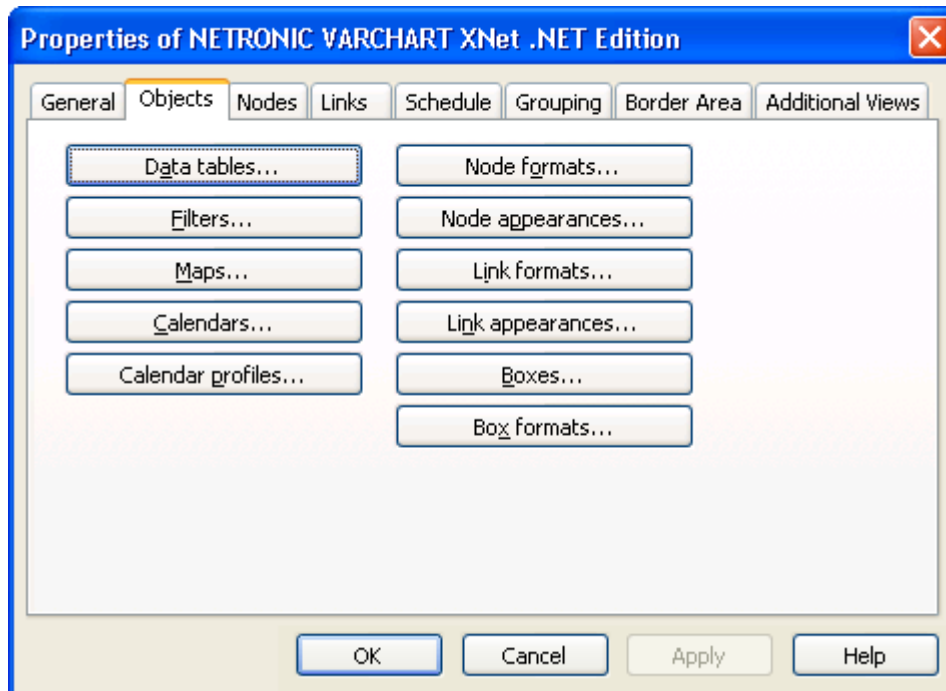 Properties of NETRONIC VARCHART XNet .NET Edition
General Objects Nodes Links Schedule Grouping Border Area Additional Views
Data tables... Node formats...
Filters... Node appearances...
Maps... Link formats...
Calendars... Link appearances...
Calendar profiles... Boxes...
Box formats...
OK Cancel Apply Help